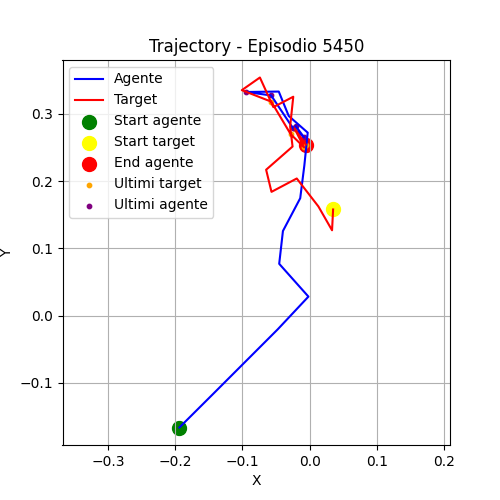 Trajectory - Episodio 5450
Agente
Target
Start agente
Start target
End agente
Ultimi target
Ultimi agente
Y
0.3
0.2
0.1
0.0
−0.1
−0.3
−0.2
−0.1
0.0
0.1
0.2
X